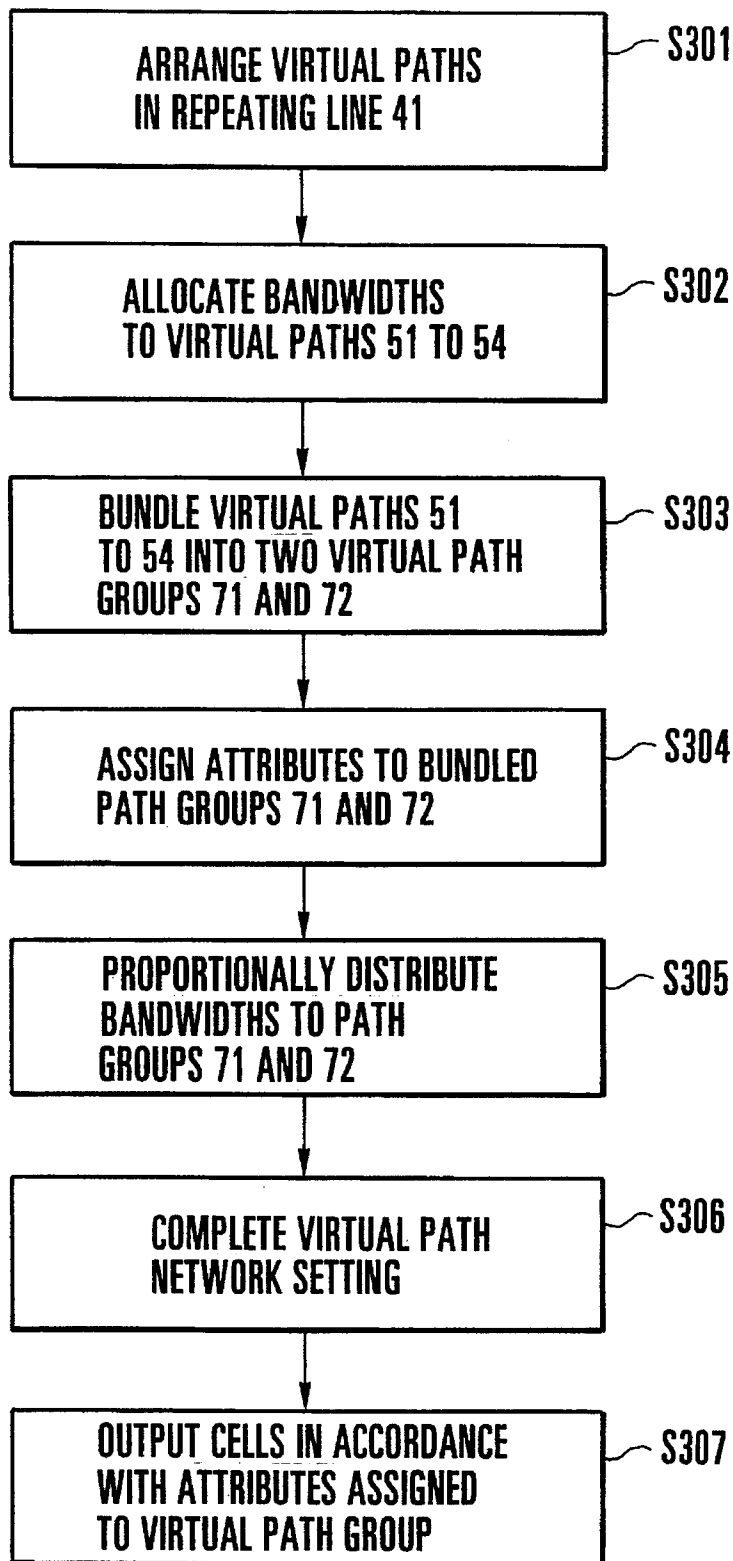 ARRANGE VIRTUAL PATHS
IN REPEATING LINE 41
S301
ALLOCATE BANDWIDTHS
TO VIRTUAL PATHS 51 TO 54
S302
BUNDLE VIRTUAL PATHS 51
TO 54 INTO TWO VIRTUAL PATH
GROUPS 71 AND 72
S303
ASSIGN ATTRIBUTES TO BUNDLED
PATH GROUPS 71 AND 72
S304
PROPORTIONALLY DISTRIBUTE
BANDWIDTHS TO PATH
GROUPS 71 AND 72
S305
COMPLETE VIRTUAL PATH
NETWORK SETTING
S306
OUTPUT CELLS IN ACCORDANCE
WITH ATTRIBUTES ASSIGNED
TO VIRTUAL PATH GROUP
S307